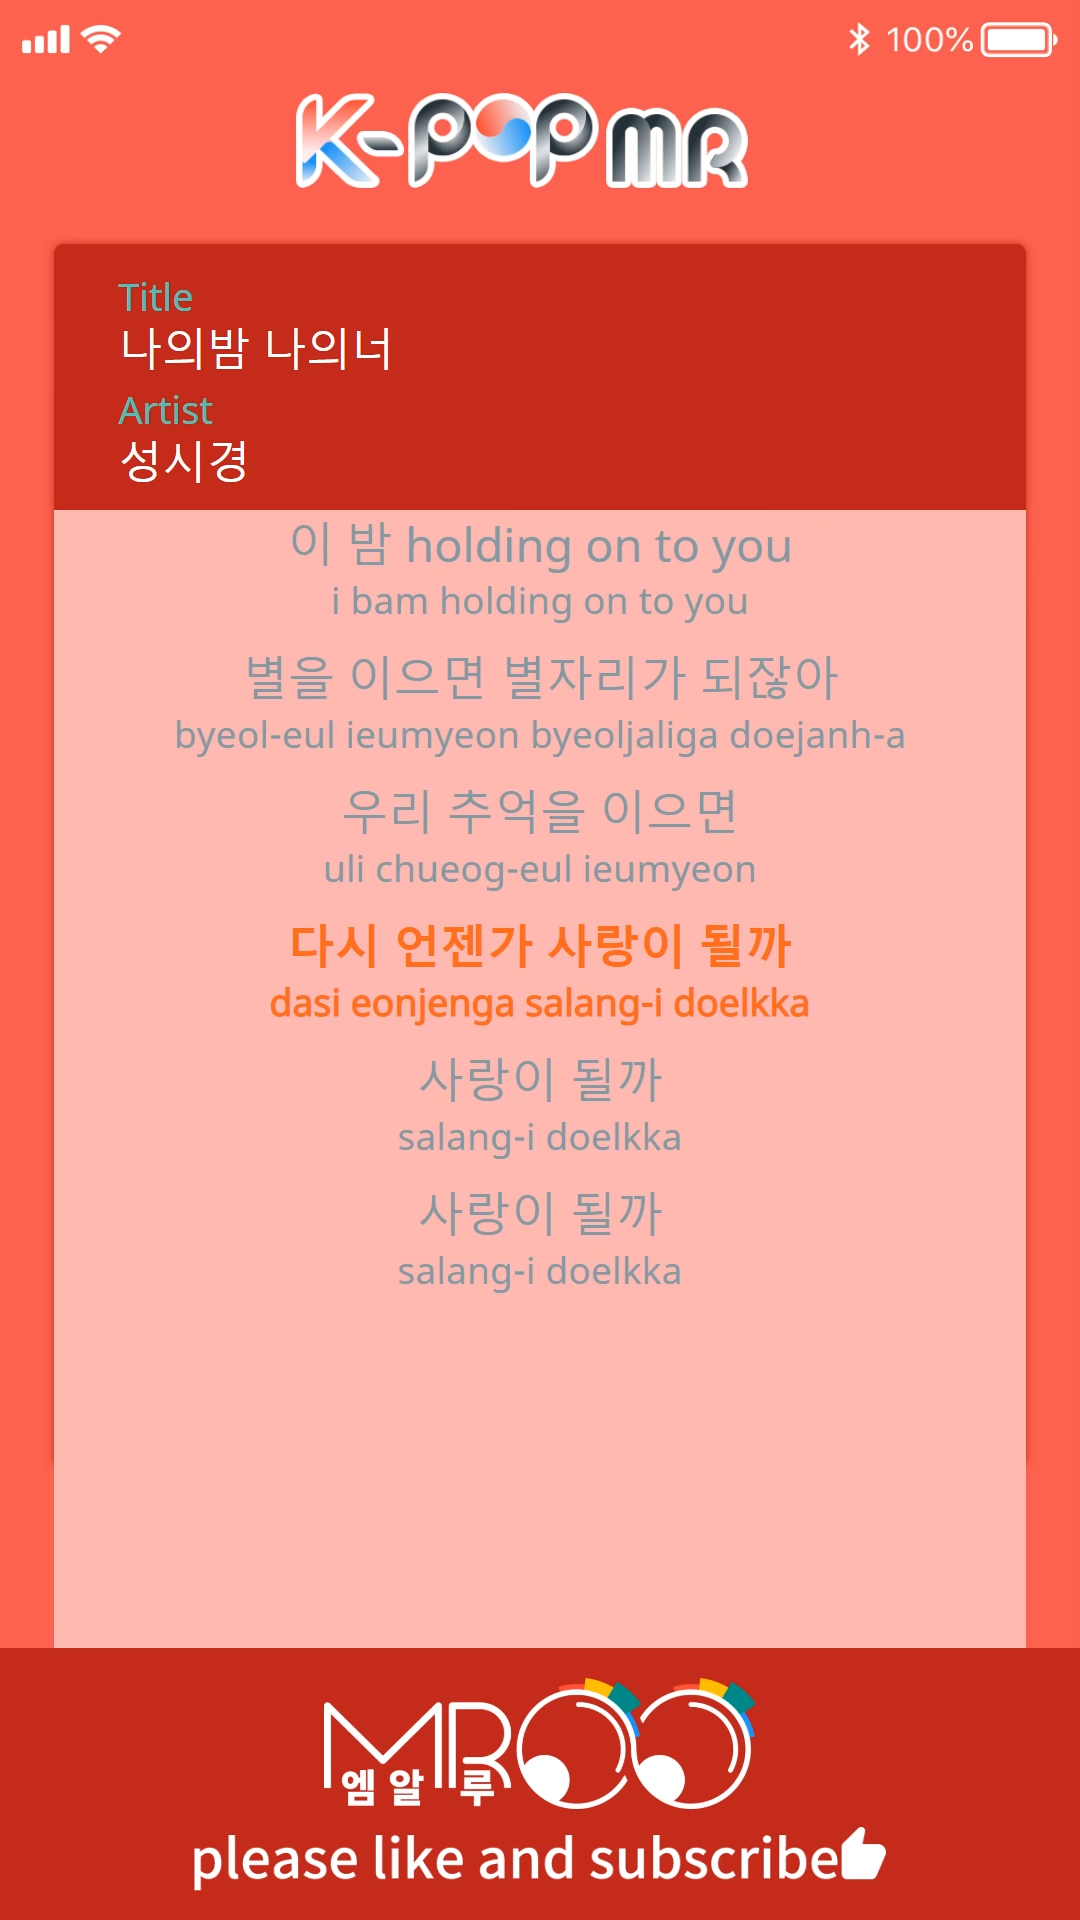 100%
K-POP MR
Title
나의밤 나의너
Artist
성시경
이 밤 holding on to you
i bam holding on to you
별을 이으면 별자리가 되잖아
byeol-eul ieumyeon byeoljaliga doejanh-a
우리 추억을 이으면
uli chueog-eul ieumyeon
다시 언젠가 사랑이 될까
dasi eonjenga salang-i doelkka
사랑이 될까
salang-i doelkka
사랑이 될까
salang-i doelkka
MROO
엠알루
please like and subscribe